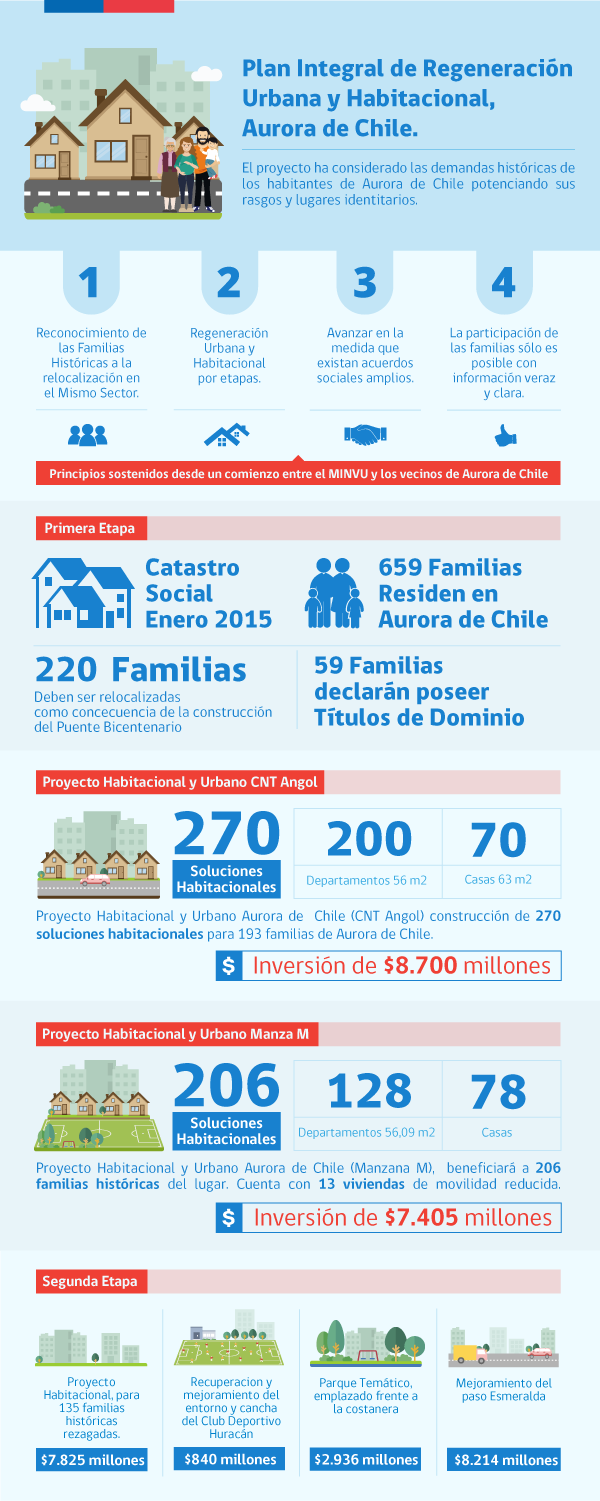 Plan Integral de Regeneración
Urbana y Habitacional,
Aurora de Chile.
El proyecto ha considerado las demandas históricas de
los habitantes de Aurora de Chile potenciando sus
rasgos y lugares identitarios.
1
Reconocimiento de
las Familias
Históricas a la
relocalización en
el Mismo Sector.
2
Regeneración
Urbana y
Habitacional
por etapas.
3
Avanzar en la
medida que
existan acuerdos
sociales amplios.
4
La participación de
las familias sólo es
posible con
información veraz
y clara.
Principios sostenidos desde un comienzo entre el MINVU y los vecinos de Aurora de Chile
Primera Etapa
Catastro
Social
Enero 2015
659 Familias
Residen en
Aurora de Chile
220 Familias
Deben ser relocalizadas
como concecuencia de la construcción
del Puente Bicentenario
59 Familias
declarán poseer
Títulos de Dominio
Proyecto Habitacional y Urbano CNT Angol
270
Soluciones
Habitacionales
200
Departamentos 56 m2
70
Casas 63 m2
Proyecto Habitacional y Urbano Aurora de Chile (CNT Angol) construcción de 270
soluciones habitacionales para 193 familias de Aurora de Chile.
$ Inversión de $8.700 millones
Proyecto Habitacional y Urbano Manza M
206
Soluciones
Habitacionales
128
Departamentos 56,09 m2
78
Casas
Proyecto Habitacional y Urbano Aurora de Chile (Manzana M), beneficiará a 206
familias históricas del lugar. Cuenta con 13 viviendas de movilidad reducida.
$ Inversión de $7.405 millones
Segunda Etapa
Proyecto
Habitacional, para
135 familias
históricas
rezagadas.
$7.825 millones
Recuperacion y
mejoramiento del
entorno y cancha
del Club Deportivo
Huracán
$840 millones
Parque Temático,
emplazado frente a
la costanera
$2.936 millones
Mejoramiento del
paso Esmeralda
$8.214 millones